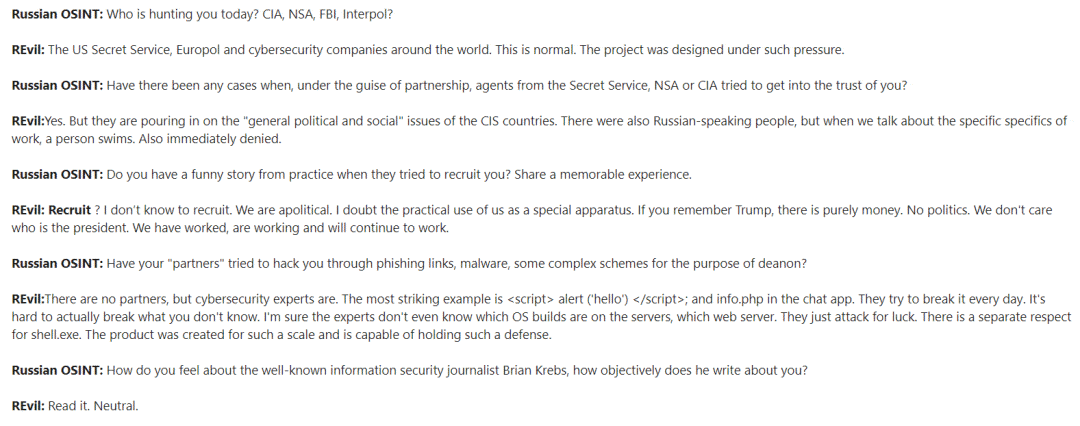 Russian OSINT: Who is hunting you today? CIA, NSA, FBI, Interpol?
REvil: The US Secret Service, Europol and cybersecurity companies around the world. This is normal. The project was designed under such pressure.
Russian OSINT: Have there been any cases when, under the guise of partnership, agents from the Secret Service, NSA or CIA tried to get into the trust of you?
REvil:Yes. But they are pouring in on the "general political and social" issues of the CIS countries. There were also Russian-speaking people, but when we talk about the specific specifics of
work, a person swims. Also immediately denied.
Russian OSINT: Do you have a funny story from practice when they tried to recruit you? Share a memorable experience.
REvil: Recruit ? I don't know to recruit. We are apolitical. I doubt the practical use of us as a special apparatus. If you remember Trump, there is purely money. No politics. We don't care
who is the president. We have worked, are working and will continue to work.
Russian OSINT: Have your "partners" tried to hack you through phishing links, malware, some complex schemes for the purpose of deanon?
REvil:There are no partners, but cybersecurity experts are. The most striking example is <script> alert ('hello') </script>; and info.php in the chat app. They try to break it every day. It's
hard to actually break what you don't know. I'm sure the experts don't even know which OS builds are on the servers, which web server. They just attack for luck. There is a separate respect
for shell.exe. The product was created for such a scale and is capable of holding such a defense.
Russian OSINT: How do you feel about the well-known information security journalist Brian Krebs, how objectively does he write about you?
REvil: Read it. Neutral.